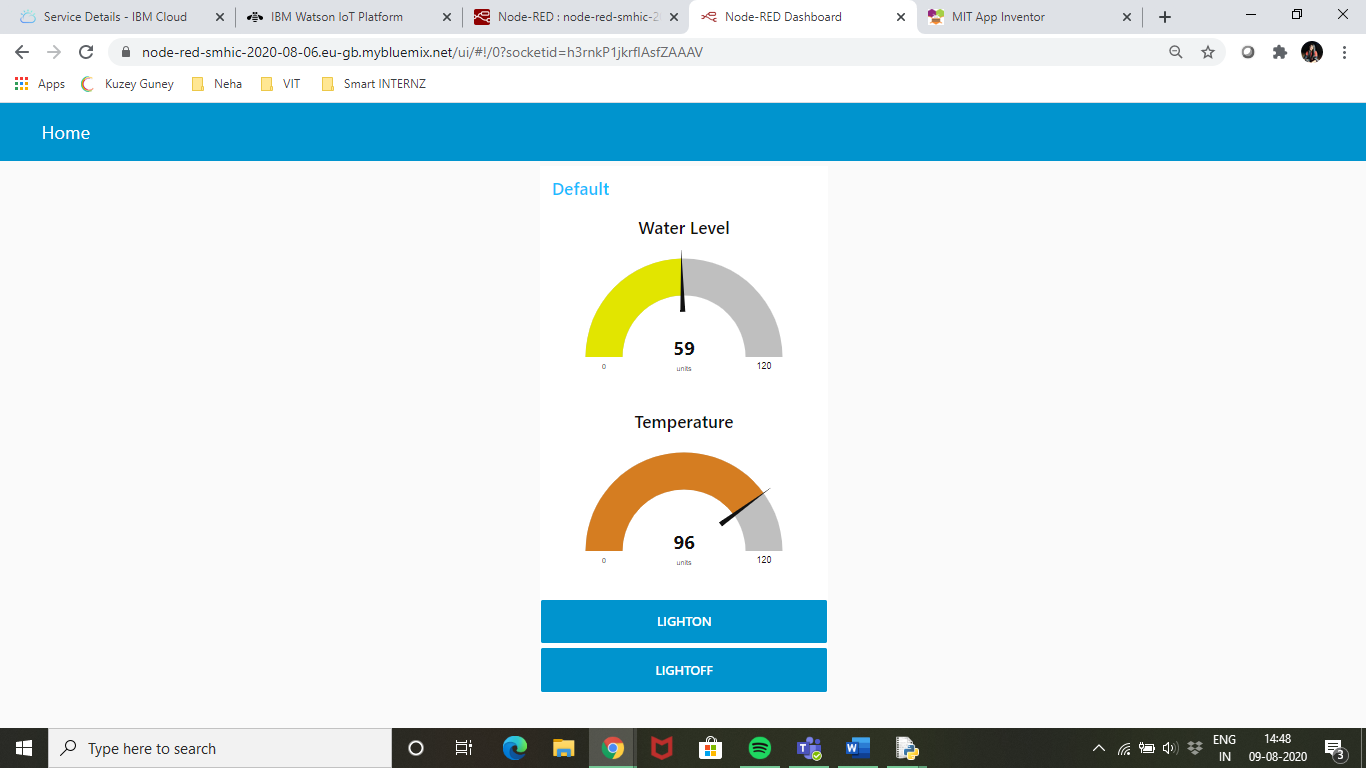 Service Details - IBM Cloud
IBM Watson IoT Platform
Node-RED : node-red-smhic-2
Node-RED Dashboard
MIT App Inventor
node-red-smhic-2020-08-06.eu-gb.mybluemix.net/ui/#!/0?socketid=h3rnkP1jkrfIAsfZAAAV
Apps
Kuzey Guney
Neha
VIT
Smart INTERNZ
Home
Default
Water Level
59
0
units
120
Temperature
96
0
units
120
LIGHTON
LIGHTOFF
Type here to search
ENG
IN
14:48
09-08-2020
3